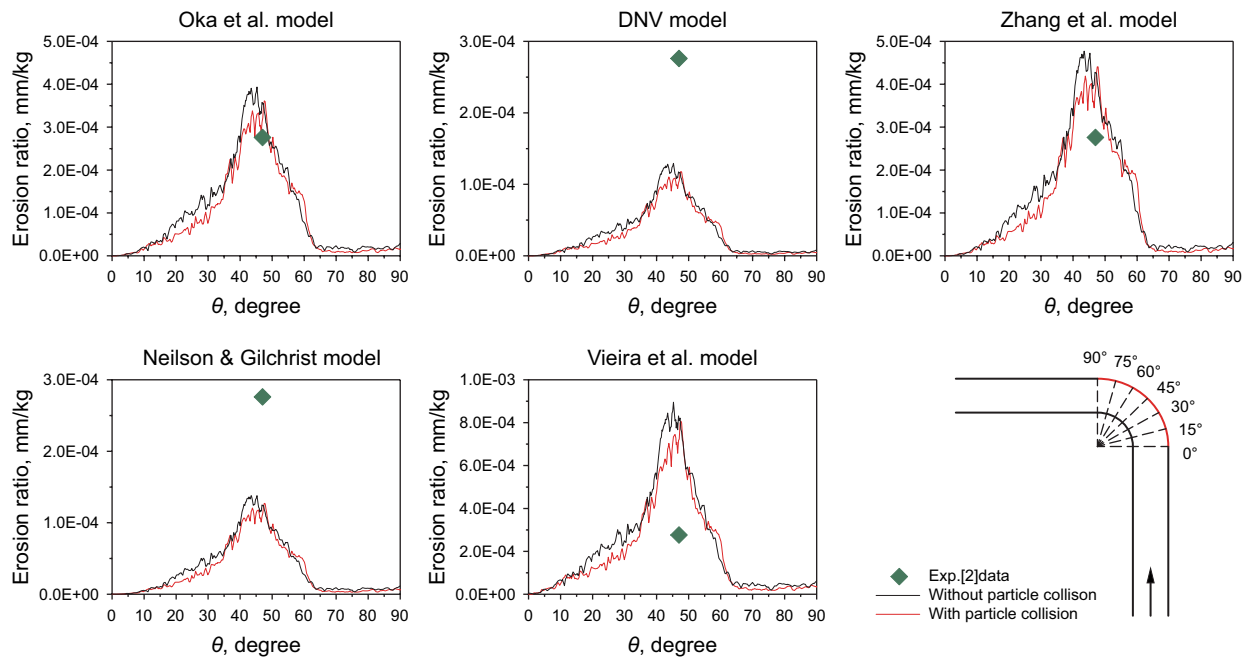 Oka et al. model
5.0E-04
4.0E-04
3.0E-04
2.0E-04
1.0E-04
0.0E+00
Erosion ratio, mm/kg
0 10 20 30 40 50 60 70 80 90
θ, degree
DNV model
3.0E-04
2.0E-04
1.0E-04
0.0E+00
Erosion ratio, mm/kg
0 10 20 30 40 50 60 70 80 90
θ, degree
Zhang et al. model
5.0E-04
4.0E-04
3.0E-04
2.0E-04
1.0E-04
0.0E+00
Erosion ratio, mm/kg
0 10 20 30 40 50 60 70 80 90
θ, degree
Neilson & Gilchrist model
3.0E-04
2.0E-04
1.0E-04
0.0E+00
Erosion ratio, mm/kg
0 10 20 30 40 50 60 70 80 90
θ, degree
Vieira et al. model
1.0E-03
8.0E-04
6.0E-04
4.0E-04
2.0E-04
0.0E+00
Erosion ratio, mm/kg
0 10 20 30 40 50 60 70 80 90
θ, degree
90°
75°
60°
45°
30°
15°
0°
Exp.[2]data
Without particle collison
With particle collision